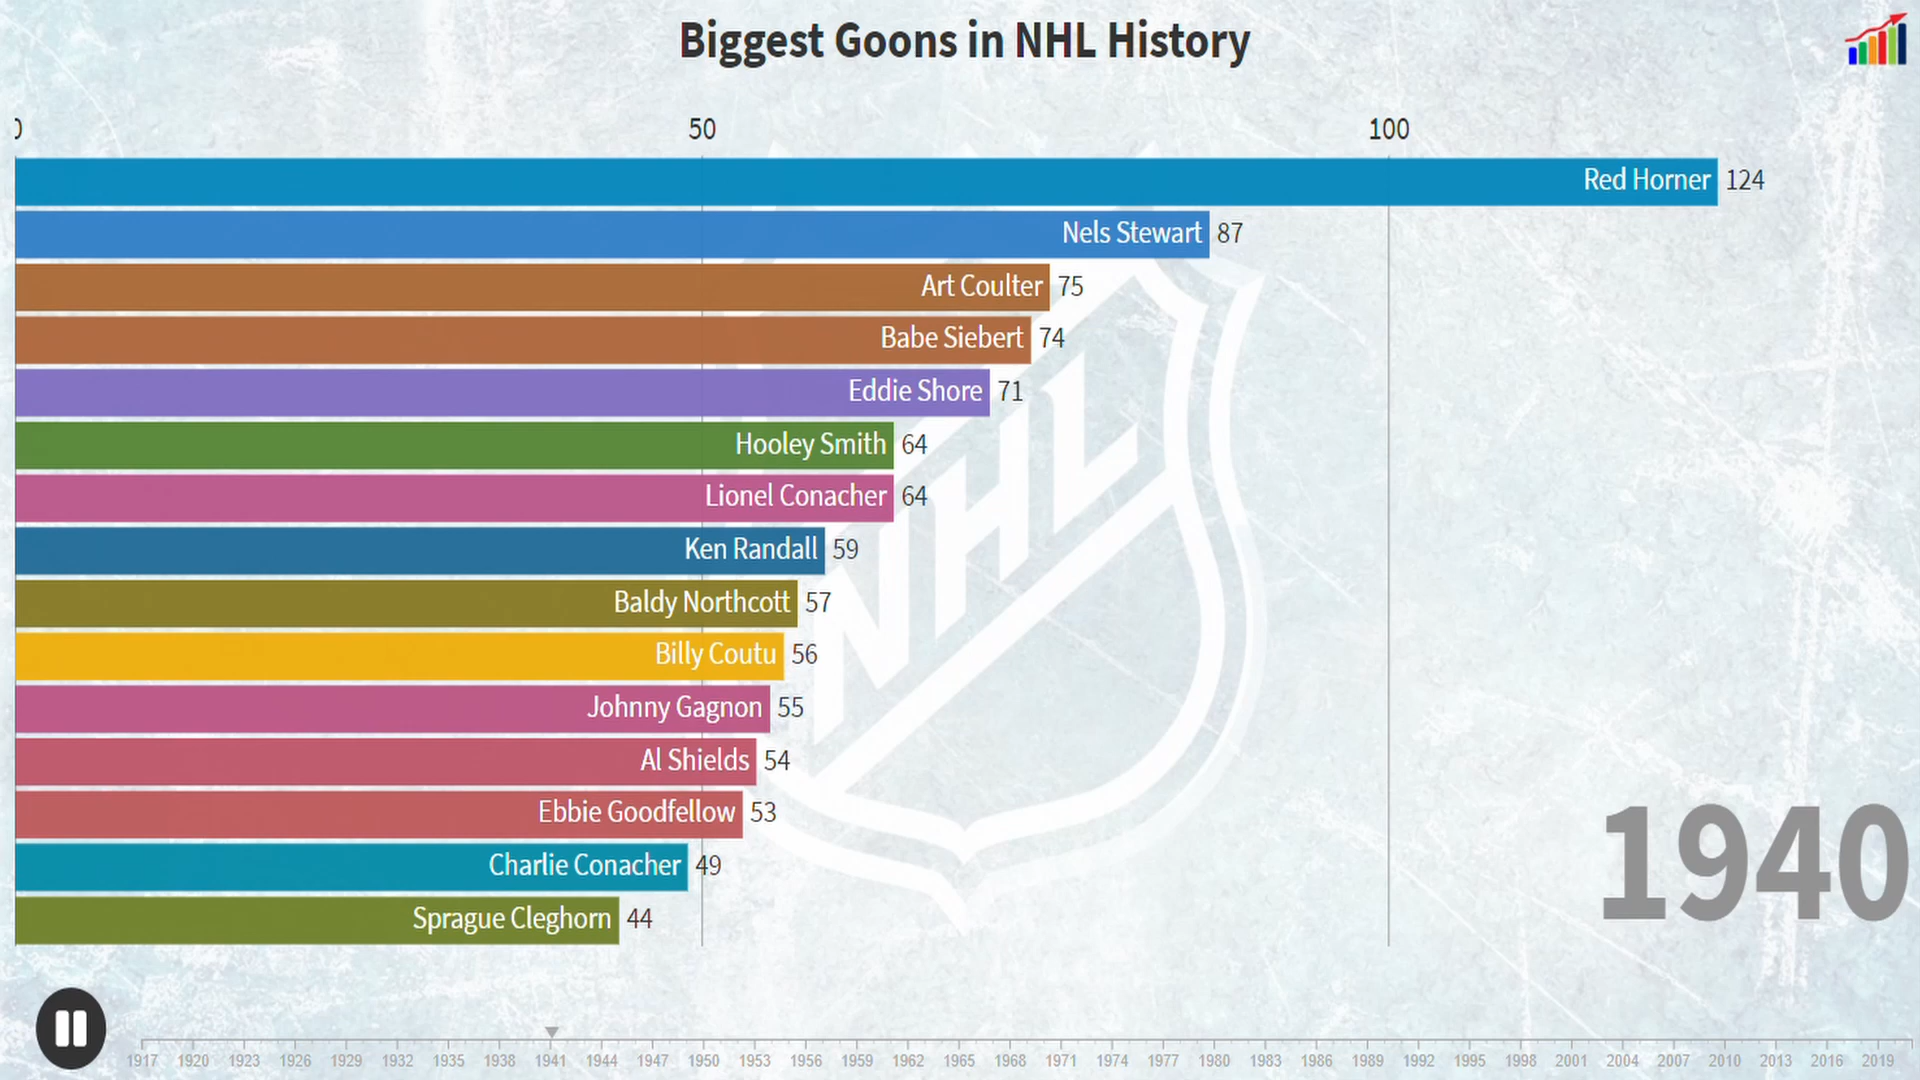 Biggest Goons in NHL History
0 50 100
Red Horner 124
Nels Stewart 87
Art Coulter 75
Babe Siebert 74
Eddie Shore 71
Hooley Smith 64
Lionel Conacher 64
Ken Randall 59
Baldy Northcott 57
Billy Coutu 56
Johnny Gagnon 55
Al Shields 54
Ebbie Goodfellow 53
Charlie Conacher 49
Sprague Cleghorn 44
NHL
1940
1917 1920 1923 1926 1929 1932 1935 1938 1941 1944 1947 1950 1953 1956 1959 1962 1965 1968 1971 1974 1977 1980 1983 1986 1989 1992 1995 1998 2001 2004 2007 2010 2013 2016 2019